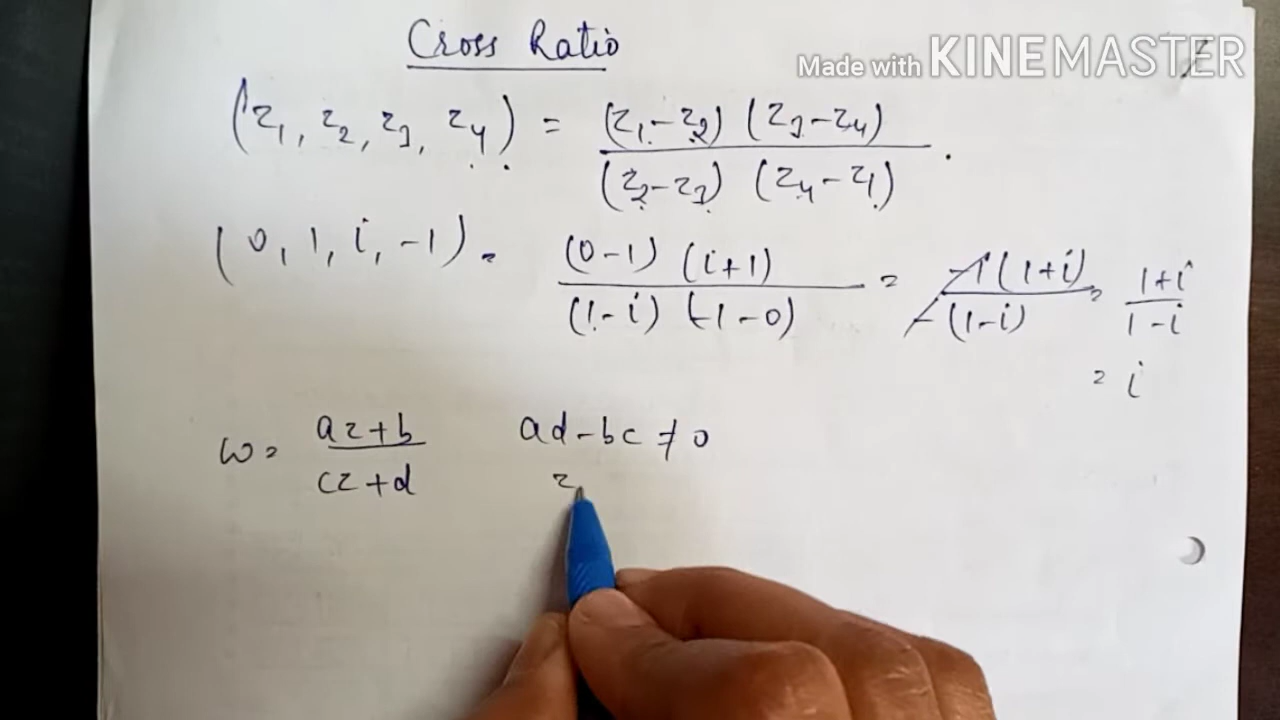 Cross Ratio
Made with KINEMASTER
(z₁, z₂, z₃, z₄) = (z₁-z₂) (z₃-z₄) / (z₂-z₃) (z₄-z₁) .
(0, 1, i, -1) = (0-1) (i+1) / (1-i) (-1-0) = -1(1+i) / -(1-i) = 1+i / 1-i
= i
w = az+b / cz+d ad-bc ≠ 0
z